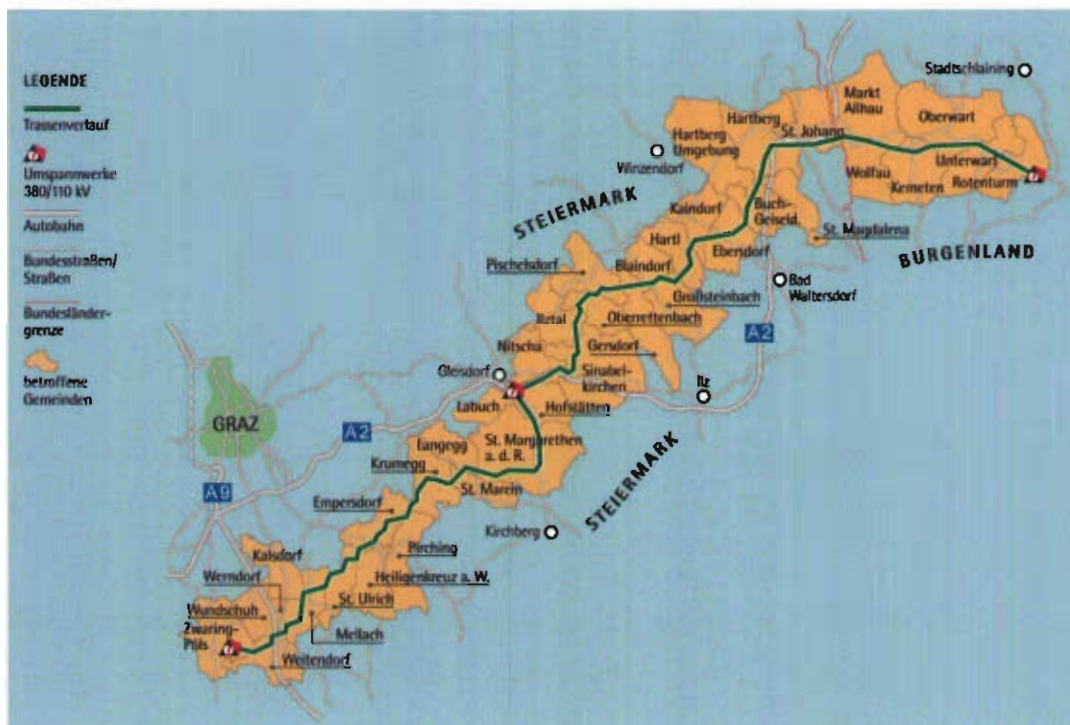 LEGENDE
Trassenverlauf
Umspannwerke
380/110 kV
Autobahn
Bundesstraßen/
Straßen
Bundesländer-
grenze
betroffene
Gemeinden
Stadtschlaining
Markt
Allhau
Oberwart
Hartberg
St. Johann
Hartberg
Umgebung
Winzendorf
Unterwart
Wolfau
Kemeten
Rotenturm
STEIERMARK
Kaindorf
Buch-
Geiseld.
St. Magdalena
BURGENLAND
Hartl
Ebersdorf
Pischelsdorf
Blaindorf
Bad
Waltersdorf
Großsteinbach
Ilztal
Oberrettenbach
A2
Nitscha
Gersdorf
Gleisdorf
Sinabel-
kirchen
Ilz
Labuch
Hofstätten
GRAZ
A2
Langegg
St. Margarethen
a. d. R.
Krumegg
STEIERMARK
A9
St. Marein
Empersdorf
Kirchberg
Kalsdorf
Pirching
Werndorf
Heiligenkreuz a. W.
St. Ulrich
Wundschuh
Zwaring-
Pöls
Mellach
Weitendorf